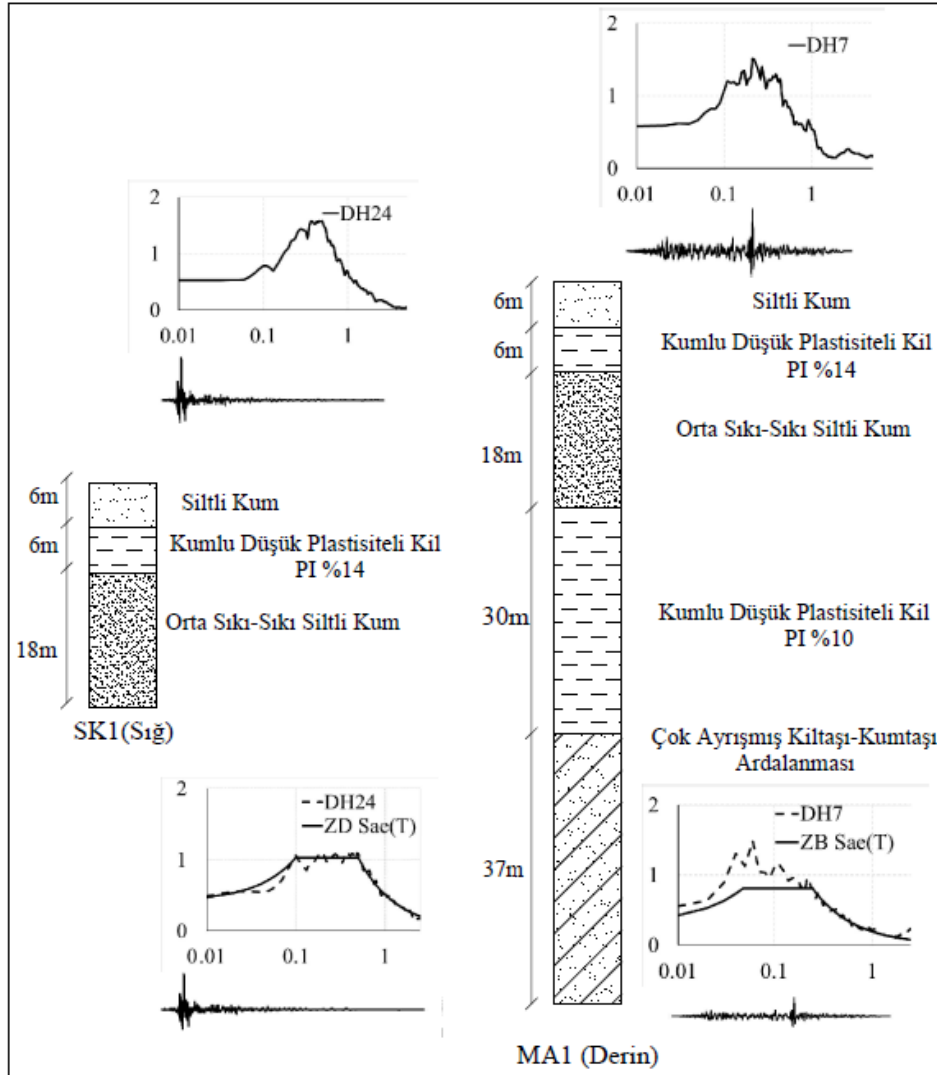 2
DH7
1
0
0.01
0.1
1
2
DH24
1
0
0.01
0.1
1
6m
Siltli Kum
6m
Kumlu Düşük Plastisiteli Kil
PI %14
18m
Orta Sıkı-Sıkı Siltli Kum
30m
Kumlu Düşük Plastisiteli Kil
PI %10
37m
Çok Ayrışmış Kiltaşı-Kumtaşı
Ardalanması
6m
Siltli Kum
6m
Kumlu Düşük Plastisiteli Kil
PI %14
18m
Orta Sıkı-Sıkı Siltli Kum
SK1(Sığ)
2
DH24
ZD Sae(T)
1
0
0.01
0.1
1
2
DH7
ZB Sae(T)
1
0
0.01
0.1
1
MA1 (Derin)